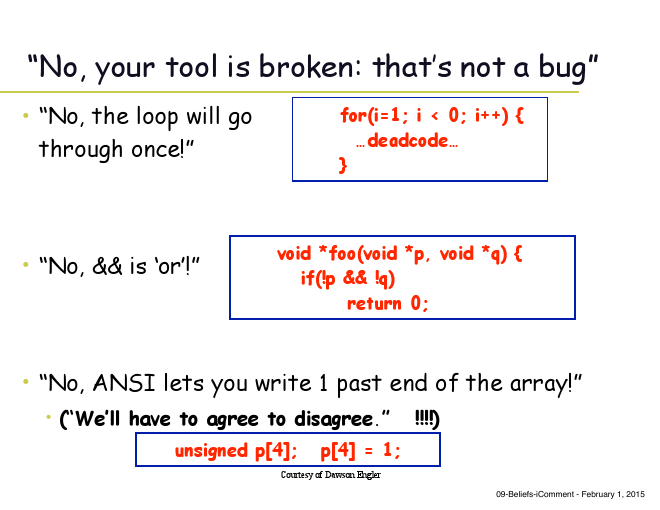 “No, your tool is broken: that’s not a bug”
• “No, the loop will go
through once!”
for(i=1; i < 0; i++) {
…deadcode…
}
• “No, && is ‘or’!”
void *foo(void *p, void *q) {
if(!p && !q)
return 0;
• “No, ANSI lets you write 1 past end of the array!”
• (“We’ll have to agree to disagree.” !!!!)
unsigned p[4]; p[4] = 1;
Courtesy of Dawson Engler
09-Beliefs-iComment - February 1, 2015